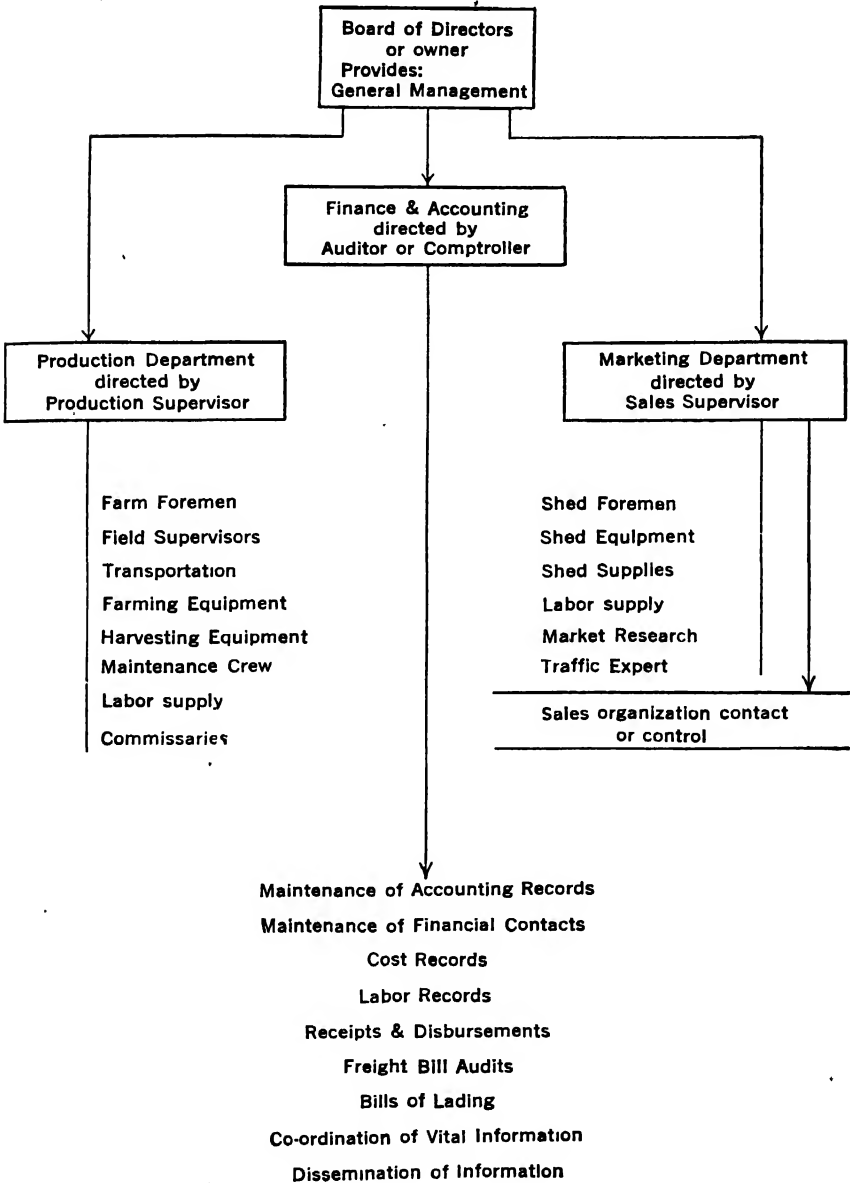 Board of Directors
or owner
Provides:
General Management
Finance & Accounting
directed by
Auditor or Comptroller
Production Department
directed by
Production Supervisor
Marketing Department
directed by
Sales Supervisor
Farm Foremen
Field Supervisors
Transportation
Farming Equipment
Harvesting Equipment
Maintenance Crew
Labor supply
Commissaries
Shed Foremen
Shed Equipment
Shed Supplies
Labor supply
Market Research
Traffic Expert
Sales organization contact
or control
Maintenance of Accounting Records
Maintenance of Financial Contacts
Cost Records
Labor Records
Receipts & Disbursements
Freight Bill Audits
Bills of Lading
Co-ordination of Vital Information
Dissemination of Information